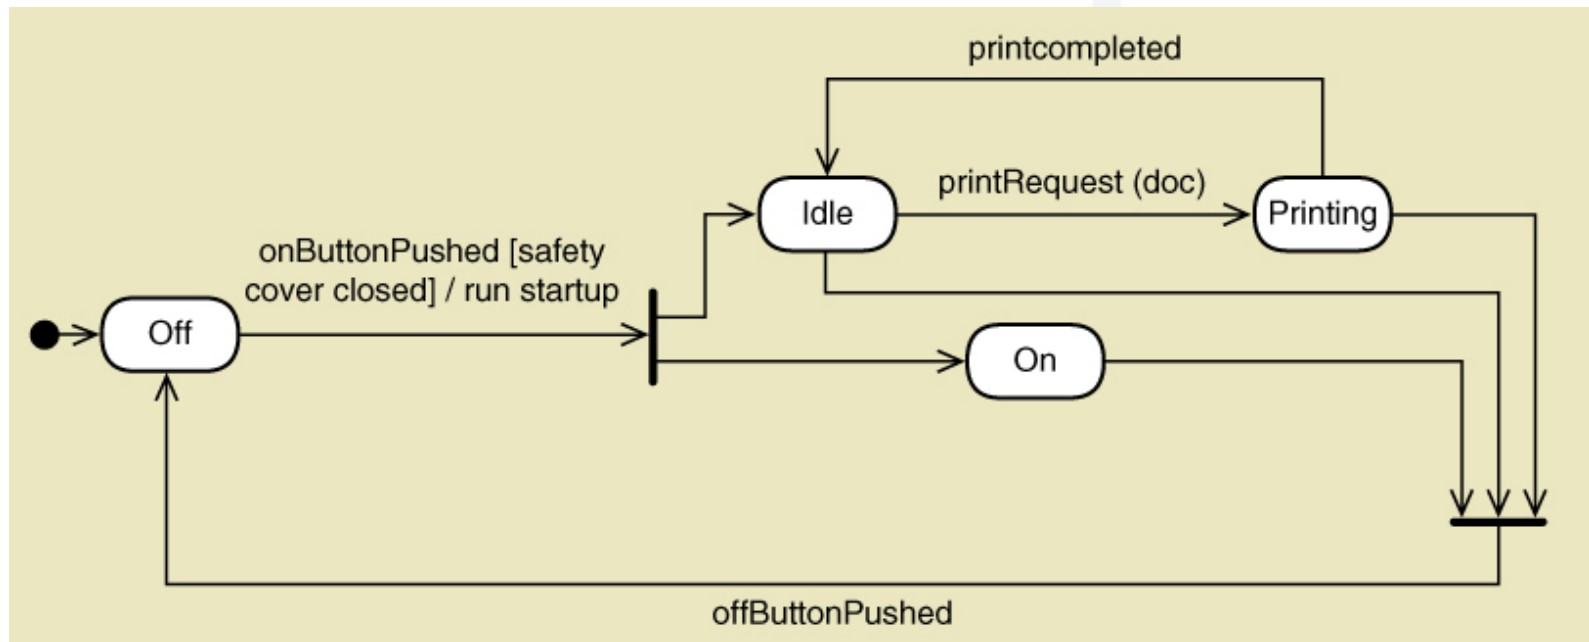 printcompleted
Idle
printRequest (doc)
Printing
onButtonPushed [safety
cover closed] / run startup
Off
On
offButtonPushed